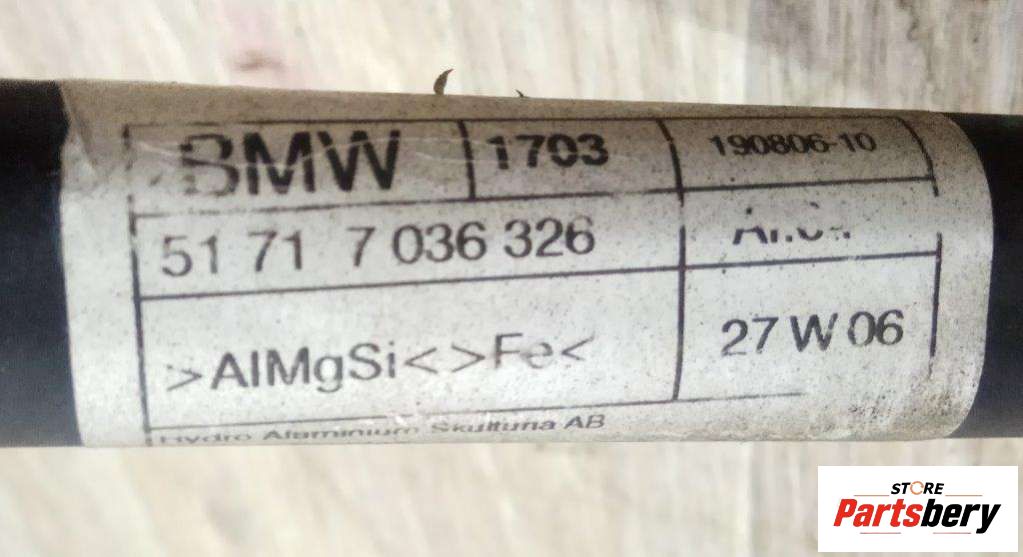 BMW 1703 190806-10
51 71 7 036 326
>AlMgSi<>Fe< 27 W 06
Hydro Aluminium Skultuna AB
STORE
Partsbery